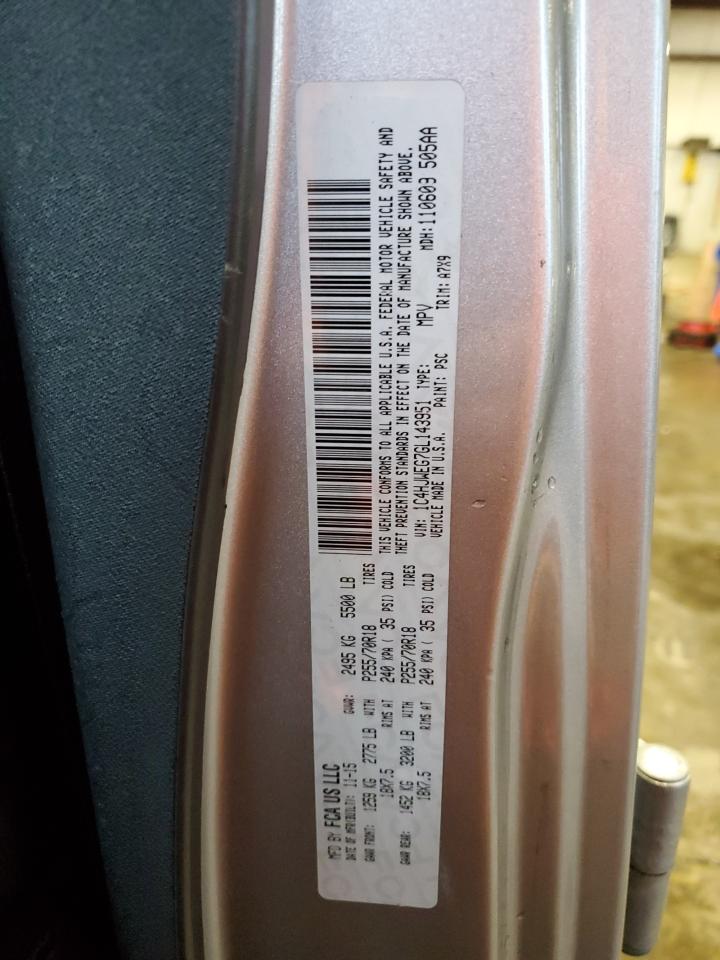 MFD BY FCA US LLC
DATE OF MFR(BUILT): 11-15 GVWR: 2495 KG 5500 LB
GAWR FRONT: 1259 KG 2775 LB WITH P255/70R18 TIRES
18X7.5 RIMS AT 240 KPA ( 35 PSI) COLD
GAWR REAR: 1452 KG 3200 LB WITH P255/70R18 TIRES
18X7.5 RIMS AT 240 KPA ( 35 PSI) COLD
THIS VEHICLE CONFORMS TO ALL APPLICABLE U.S.A. FEDERAL MOTOR VEHICLE SAFETY AND
THEFT PREVENTION STANDARDS IN EFFECT ON THE DATE OF MANUFACTURE SHOWN ABOVE.
VIN: 1C4HJWEG7GL143951 TYPE: MPV MDH: 110603 505AA
VEHICLE MADE IN U.S.A. PAINT: PSC TRIM: A7X9